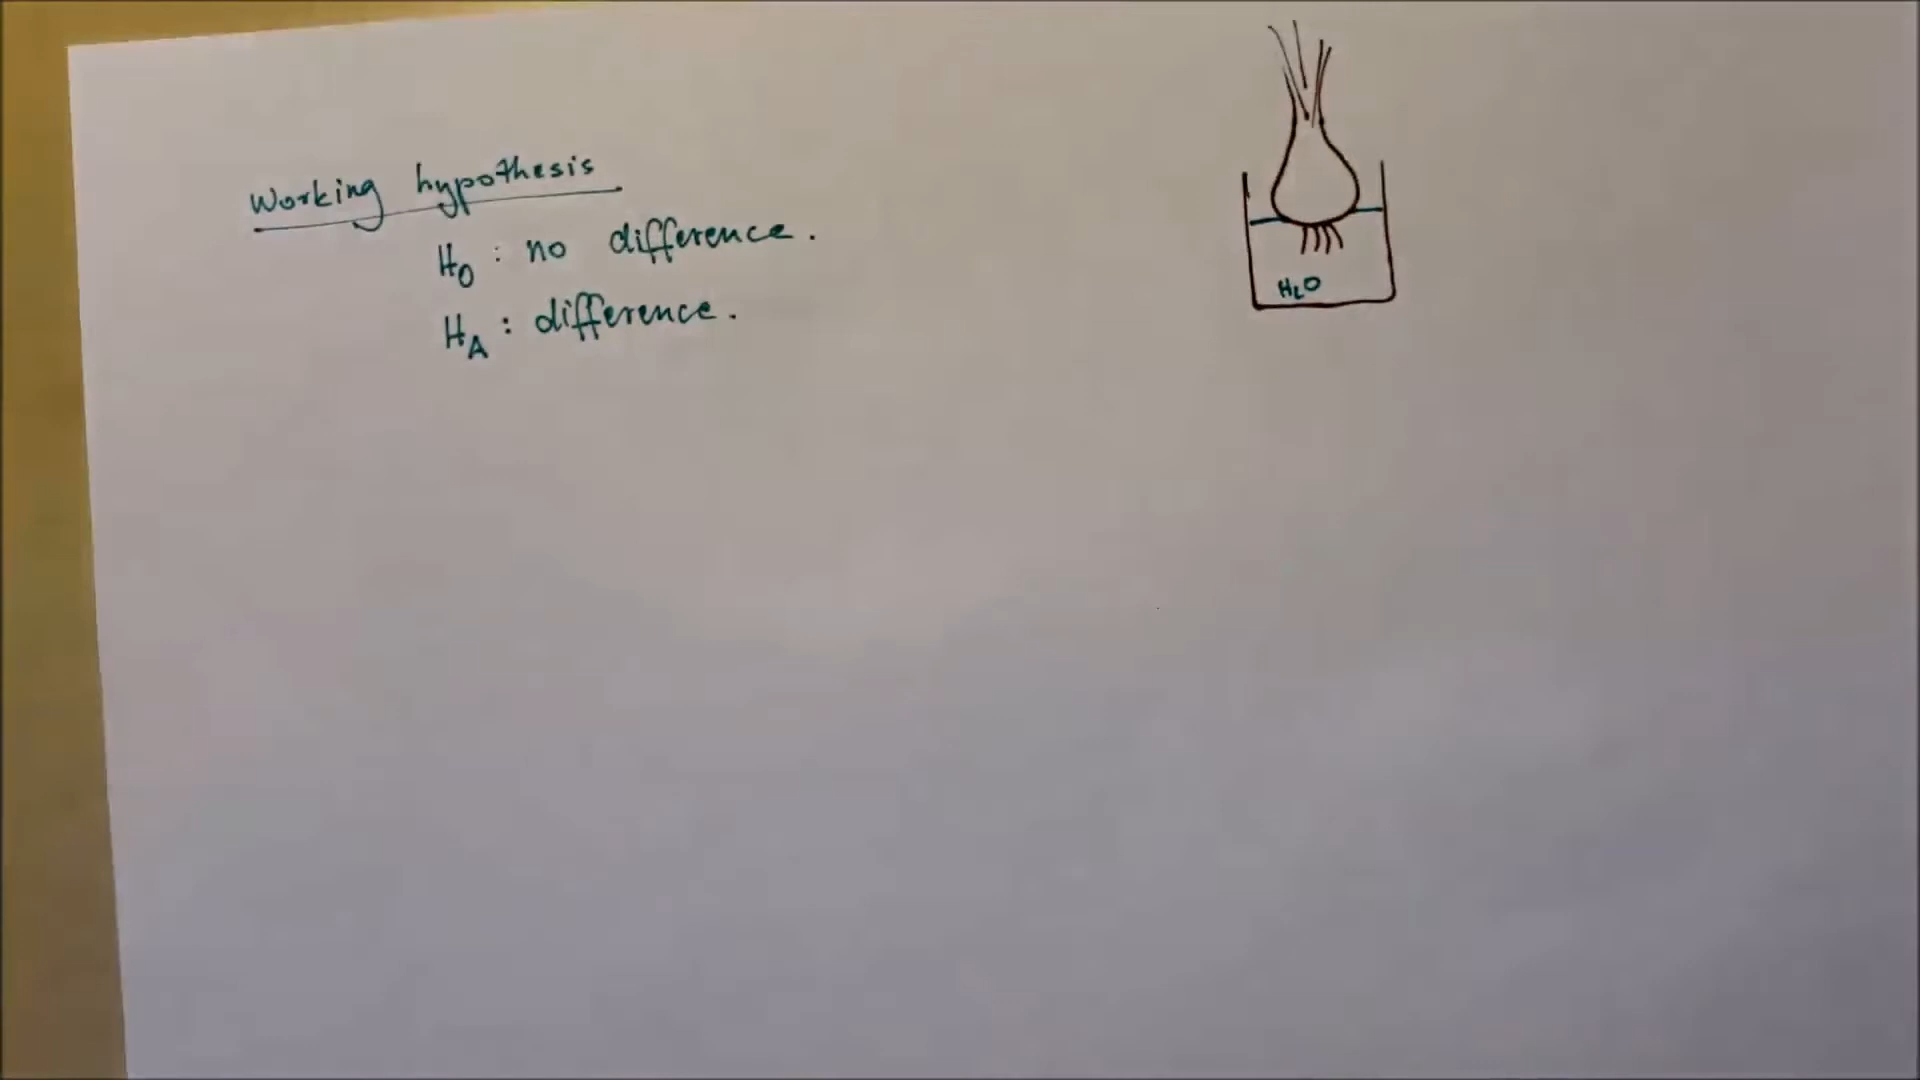 Working hypothesis
H0 : no difference.
HA : difference.
H2O